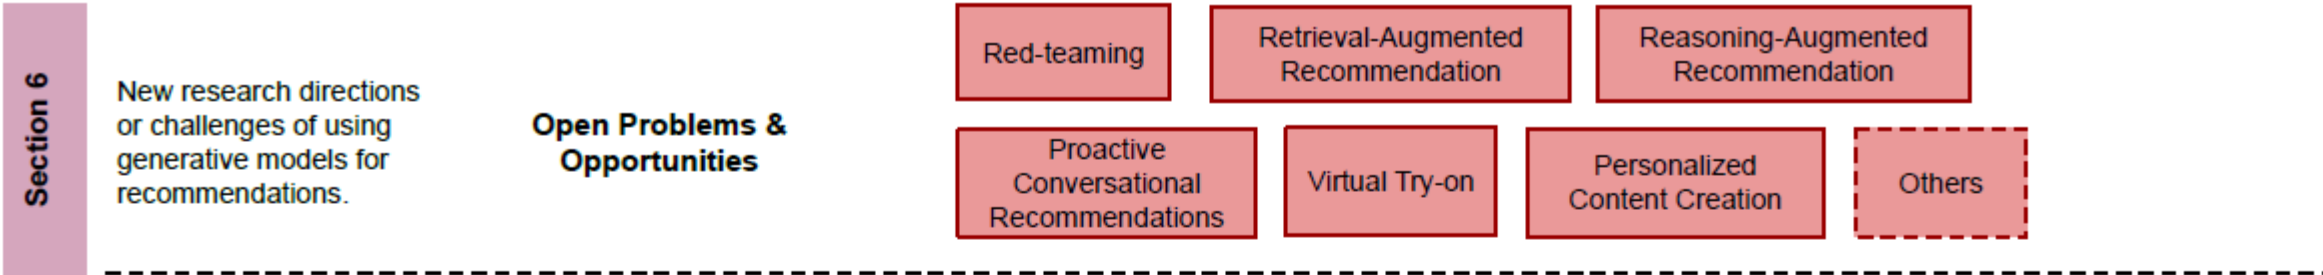 Section 6
New research directions
or challenges of using
generative models for
recommendations.
Open Problems &
Opportunities
Red-teaming
Retrieval-Augmented
Recommendation
Reasoning-Augmented
Recommendation
Proactive
Conversational
Recommendations
Virtual Try-on
Personalized
Content Creation
Others